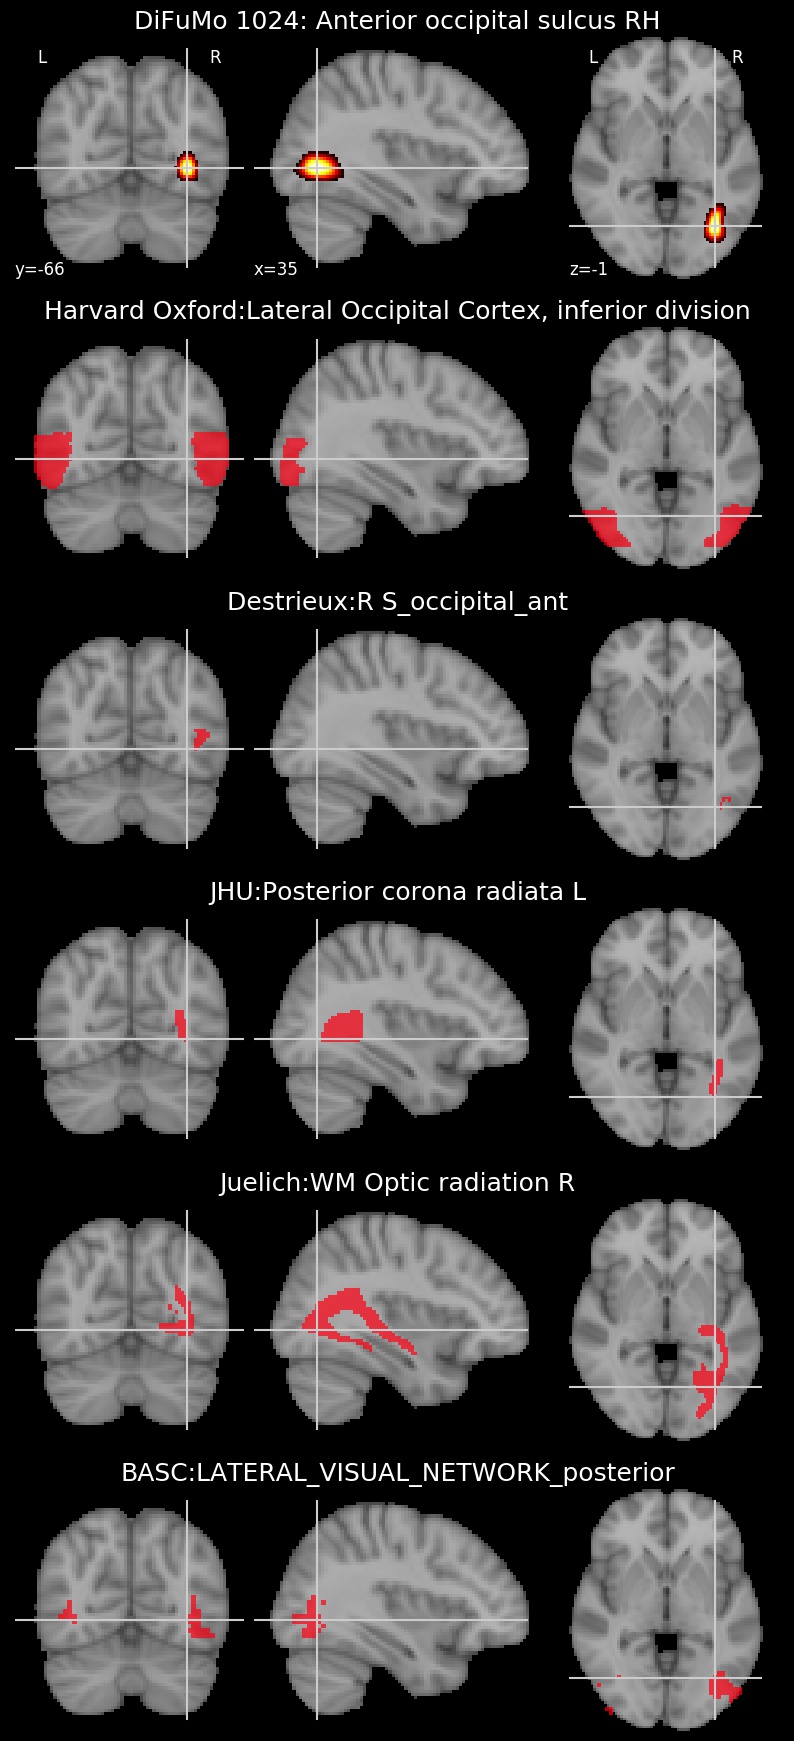 DiFuMo 1024: Anterior occipital sulcus RH
L R L R
y=-66 x=35 z=-1
Harvard Oxford:Lateral Occipital Cortex, inferior division
Destrieux:R S_occipital_ant
JHU:Posterior corona radiata L
Juelich:WM Optic radiation R
BASC:LATERAL_VISUAL_NETWORK_posterior